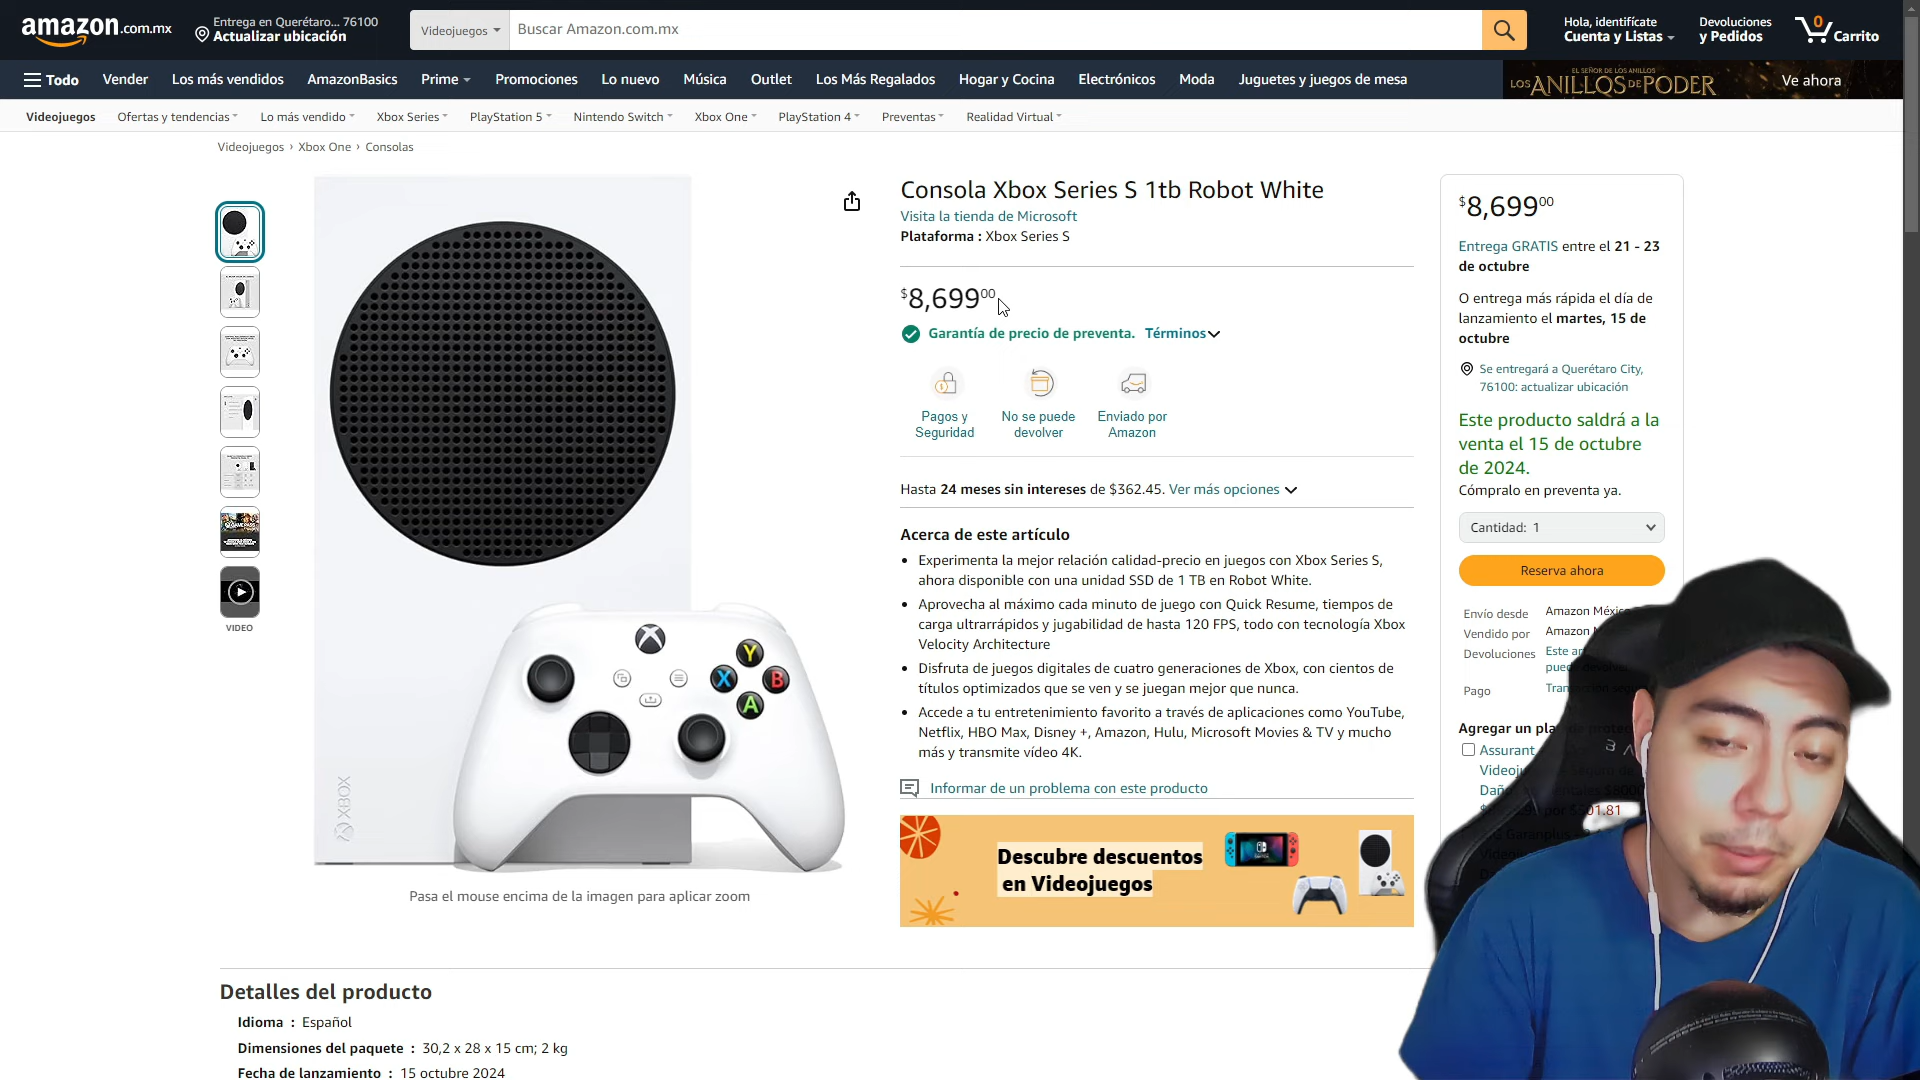 amazon.com.mx
Entrega en Querétaro... 76100
Actualizar ubicación
Videojuegos
Buscar Amazon.com.mx
Hola, identifícate
Cuenta y Listas
Devoluciones
y Pedidos
0
Carrito
Todo
Vender
Los más vendidos
AmazonBasics
Prime
Promociones
Lo nuevo
Música
Outlet
Los Más Regalados
Hogar y Cocina
Electrónicos
Moda
Juguetes y juegos de mesa
EL SEÑOR DE LOS ANILLOS
LOS ANILLOS DE PODER
Ve ahora
Videojuegos
Ofertas y tendencias
Lo más vendido
Xbox Series
PlayStation 5
Nintendo Switch
Xbox One
PlayStation 4
Preventas
Realidad Virtual
Videojuegos › Xbox One › Consolas
VIDEO
XBOX
X
Y
B
A
Pasa el mouse encima de la imagen para aplicar zoom
Consola Xbox Series S 1tb Robot White
Visita la tienda de Microsoft
Plataforma : Xbox Series S
$8,69900
Garantía de precio de preventa. Términos
Pagos y
Seguridad
No se puede
devolver
Enviado por
Amazon
Hasta 24 meses sin intereses de $362.45. Ver más opciones
Acerca de este artículo
• Experimenta la mejor relación calidad-precio en juegos con Xbox Series S,
ahora disponible con una unidad SSD de 1 TB en Robot White.
• Aprovecha al máximo cada minuto de juego con Quick Resume, tiempos de
carga ultrarrápidos y jugabilidad de hasta 120 FPS, todo con tecnología Xbox
Velocity Architecture
• Disfruta de juegos digitales de cuatro generaciones de Xbox, con cientos de
títulos optimizados que se ven y se juegan mejor que nunca.
• Accede a tu entretenimiento favorito a través de aplicaciones como YouTube,
Netflix, HBO Max, Disney +, Amazon, Hulu, Microsoft Movies & TV y mucho
más y transmite vídeo 4K.
Informar de un problema con este producto
Descubre descuentos
en Videojuegos
$8,69900
Entrega GRATIS entre el 21 - 23
de octubre
O entrega más rápida el día de
lanzamiento el martes, 15 de
octubre
Se entregará a Querétaro City,
76100: actualizar ubicación
Este producto saldrá a la
venta el 15 de octubre
de 2024.
Cómpralo en preventa ya.
Cantidad: 1
Reserva ahora
Envío desde
Amazon
Vendido por
Amazon
Devoluciones
Pago
Agregar un
Assurant
por
01.81
Detalles del producto
Idioma : Español
Dimensiones del paquete : 30,2 x 28 x 15 cm; 2 kg
Fecha de lanzamiento : 15 octubre 2024